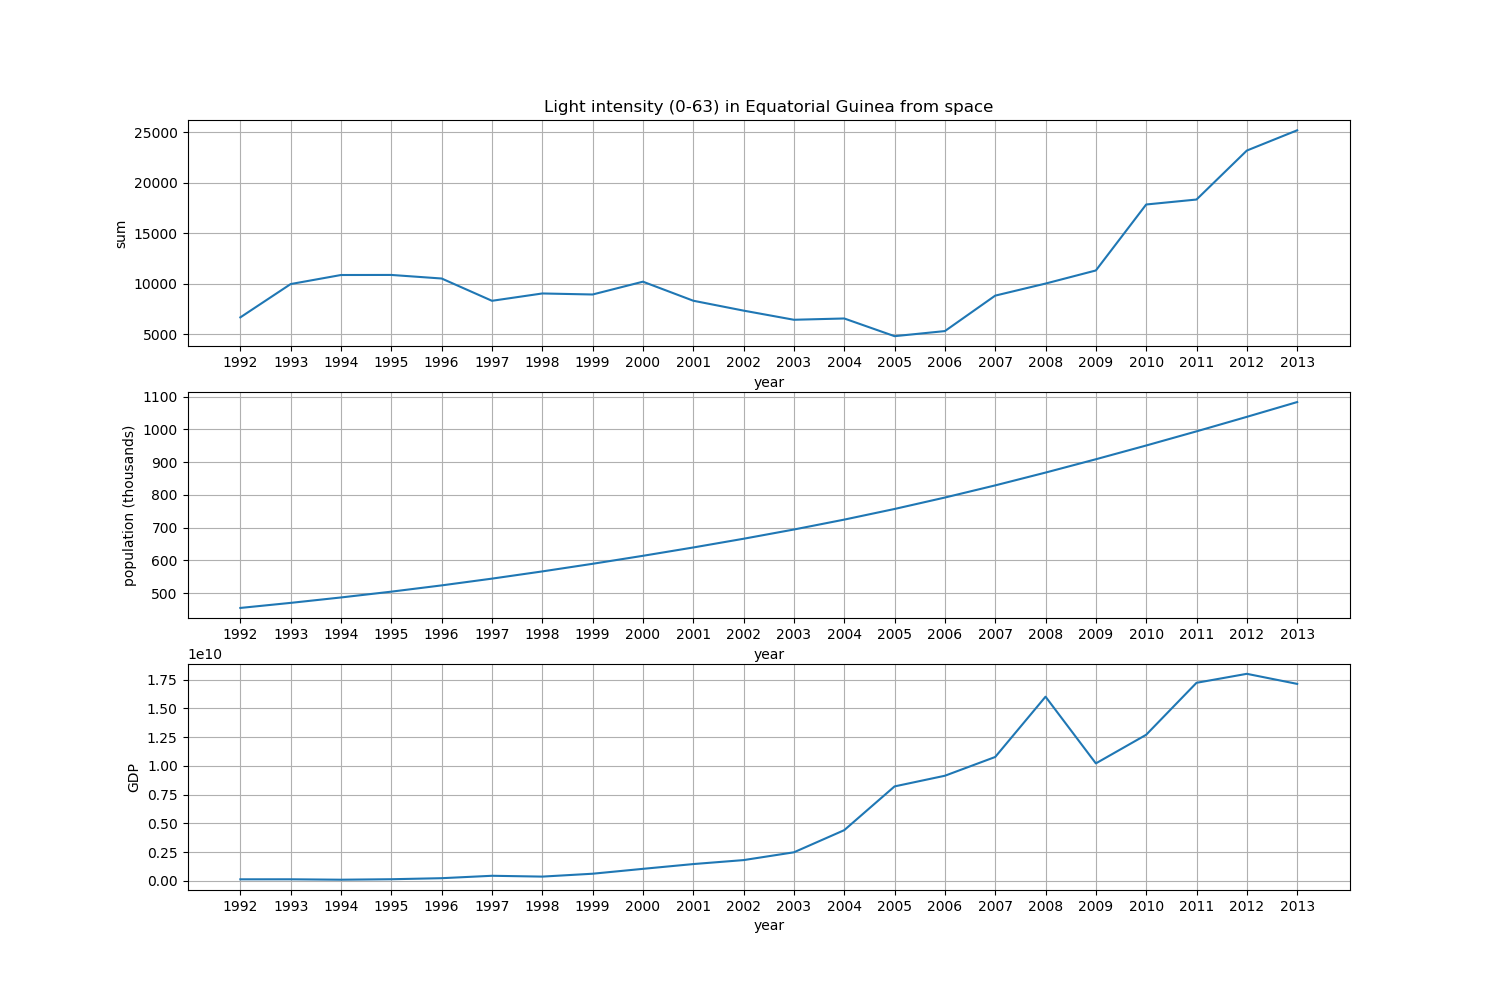 Light intensity (0-63) in Equatorial Guinea from space
25000
20000
15000
10000
5000
sum
1992 1993 1994 1995 1996 1997 1998 1999 2000 2001 2002 2003 2004 2005 2006 2007 2008 2009 2010 2011 2012 2013
year
1100
1000
900
800
700
600
500
population (thousands)
1992 1993 1994 1995 1996 1997 1998 1999 2000 2001 2002 2003 2004 2005 2006 2007 2008 2009 2010 2011 2012 2013
year
1e10
1.75
1.50
1.25
1.00
0.75
0.50
0.25
0.00
GDP
1992 1993 1994 1995 1996 1997 1998 1999 2000 2001 2002 2003 2004 2005 2006 2007 2008 2009 2010 2011 2012 2013
year